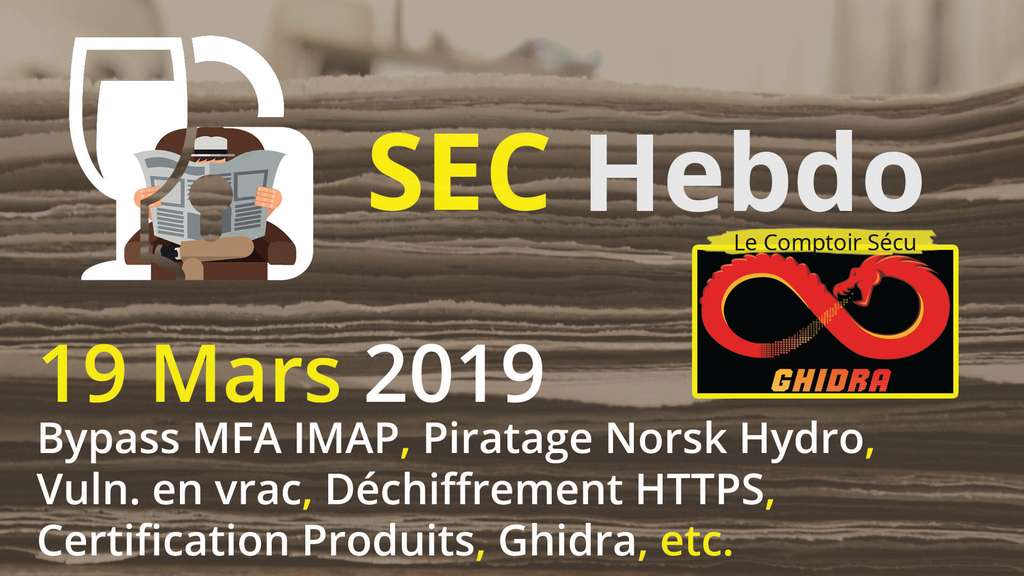 SEC Hebdo
Le Comptoir Sécu
GHIDRA
19 Mars 2019
Bypass MFA IMAP, Piratage Norsk Hydro,
Vuln. en vrac, Déchiffrement HTTPS,
Certification Produits, Ghidra, etc.